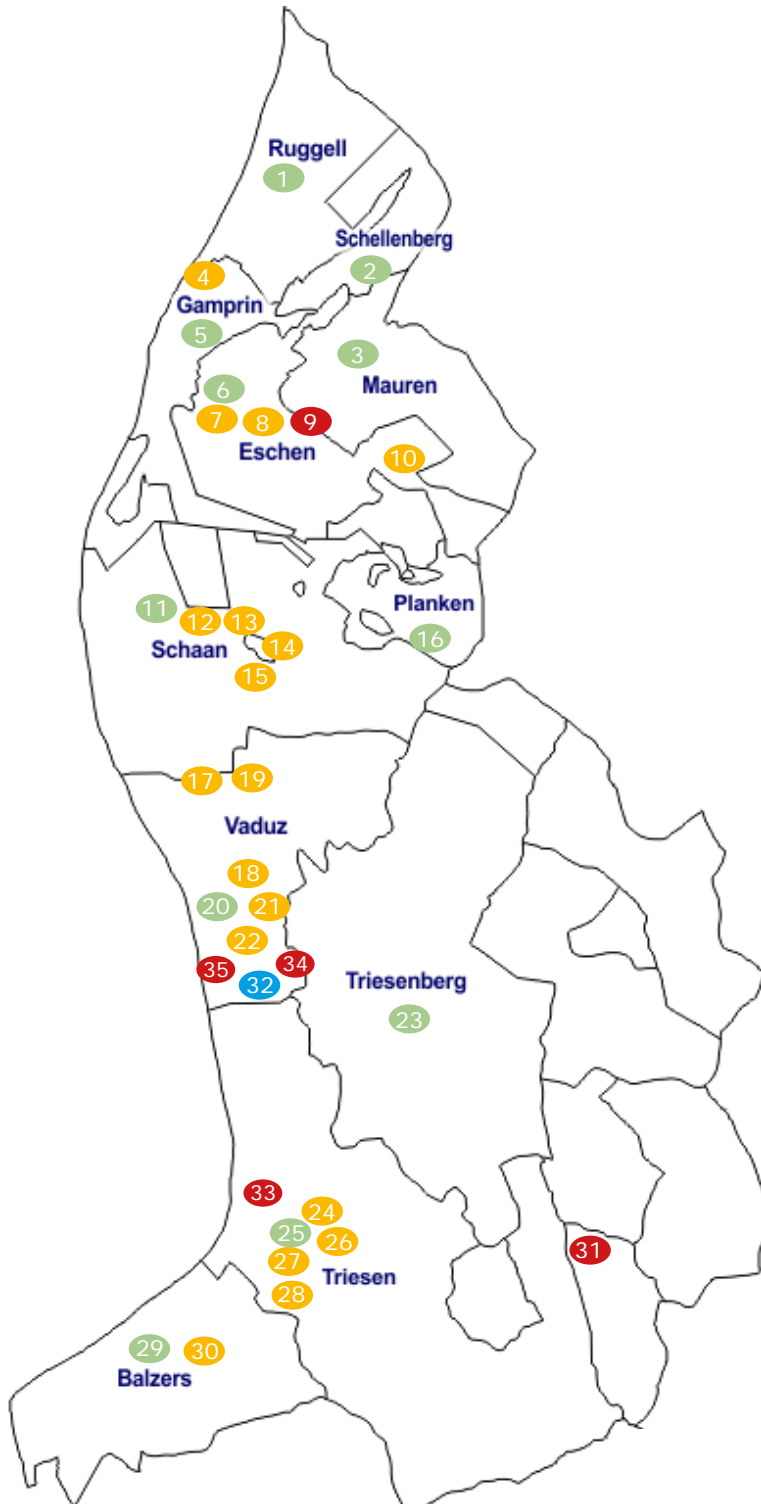 Ruggell
1
Schellenberg
2
4
Gamprin
5
3
Mauren
6
7 8 9
Eschen
10
11
12 13
Schaan
14
15
Planken
16
17 19
Vaduz
18
20 21
22
35 34
32
Triesenberg
23
33
24
25
26
27
Triesen
28
31
29 30
Balzers